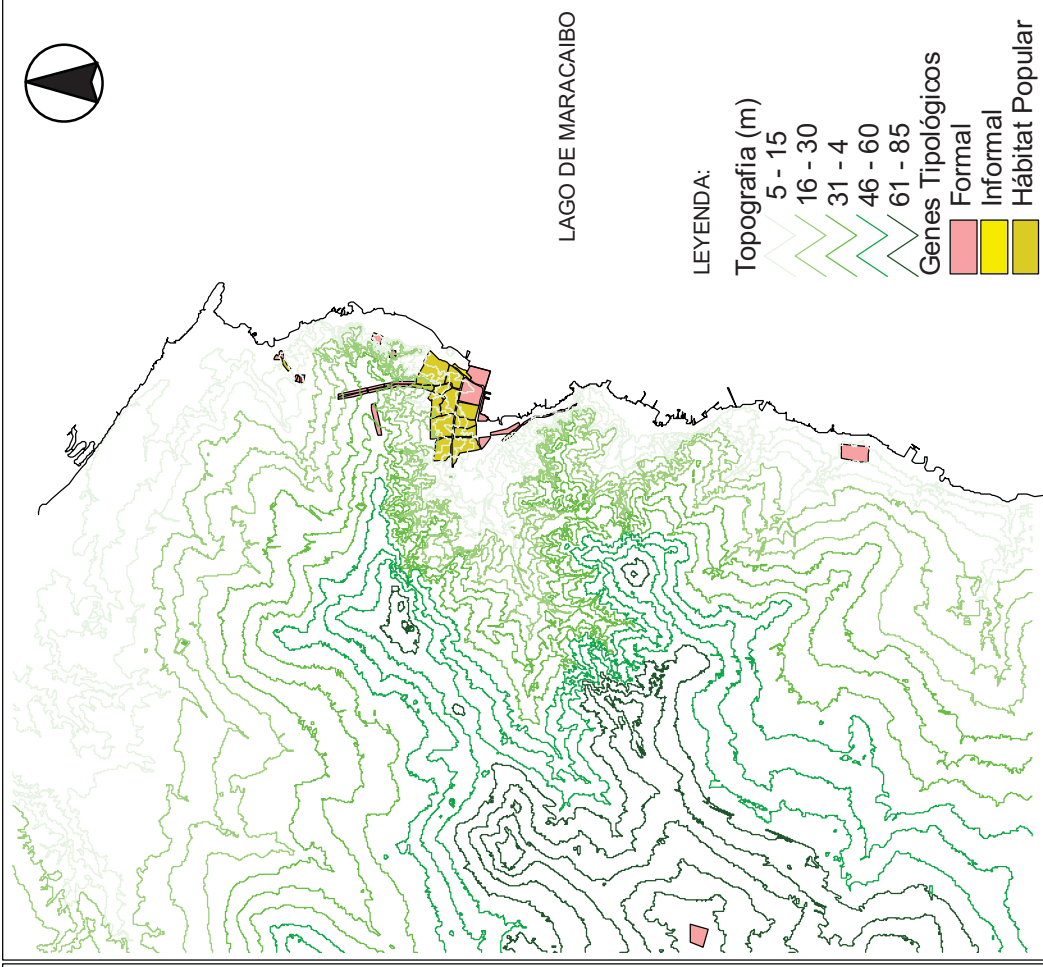 LAGO DE MARACAIBO
LEYENDA:
Topografia (m)
5 - 15
16 - 30
31 - 4
46 - 60
61 - 85
Genes Tipológicos
Formal
Informal
Hábitat Popular